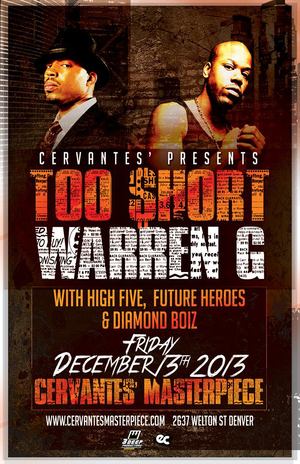 CERVANTES' PRESENTS
TOO $HORT
WARREN G
WITH HIGH FIVE, FUTURE HEROES
& DIAMOND BOIZ
FRIDAY
DECEMBER 13TH 2013
CERVANTES' MASTERPIECE
WWW.CERVANTESMASTERPIECE.COM 2637 WELTON ST DENVER